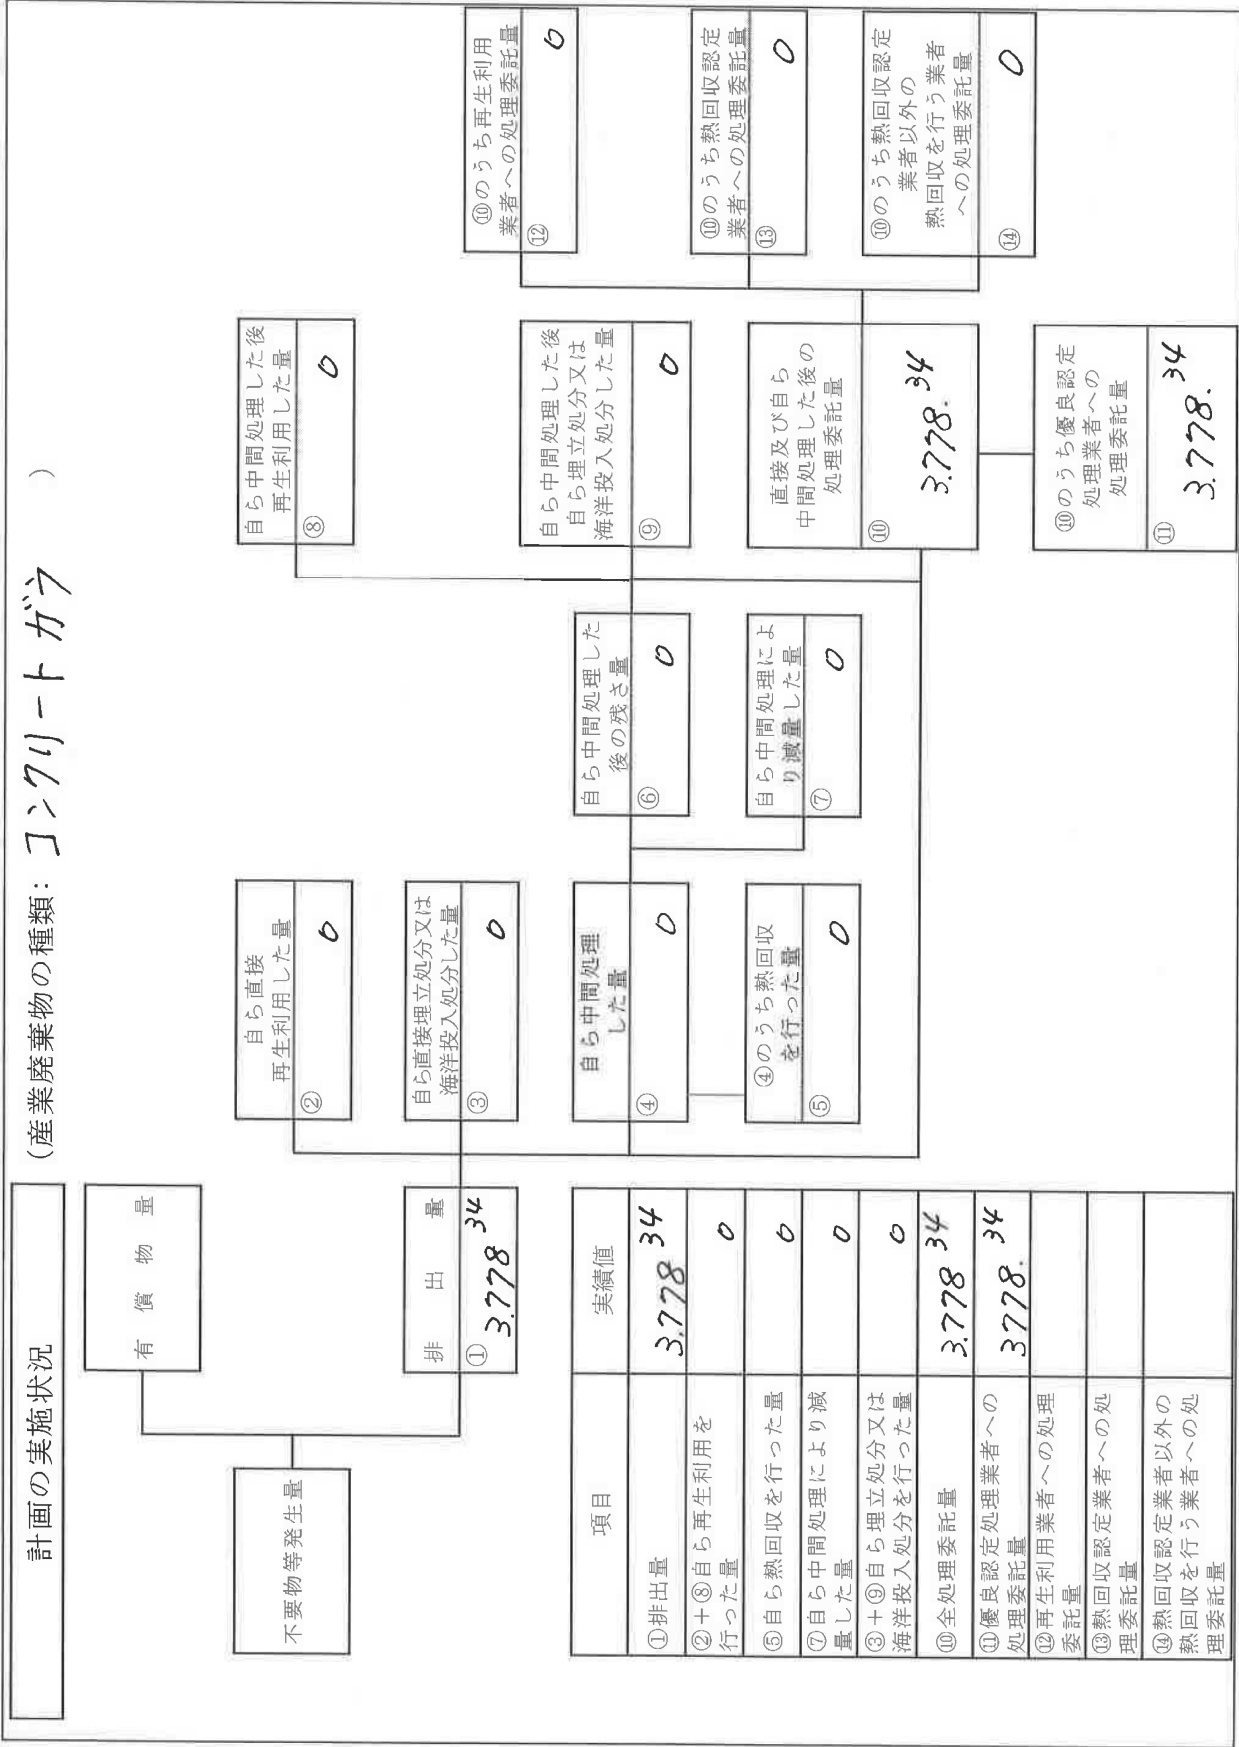 計画の実施状況
(産業廃棄物の種類: コンクリートガラ )
不要物等発生量
有償物量
排出量
① 3.778 34
自ら直接
再生利用した量
② 0
自ら直接埋立処分又は
海洋投入処分した量
③ 0
自ら中間処理
した量
④ 0
④のうち熱回収
を行った量
⑤ 0
自ら中間処理した
後の残さ量
⑥ 0
自ら中間処理によ
り減量した量
⑦ 0
自ら中間処理した後
再生利用した量
⑧ 0
自ら中間処理した後
自ら埋立処分又は
海洋投入処分した量
⑨ 0
直接及び自ら
中間処理した後の
処理委託量
⑩ 3.778. 34
⑩のうち優良認定
処理業者への
処理委託量
⑪ 3.778. 34
⑩のうち再生利用
業者への処理委託量
⑫ 0
⑩のうち熱回収認定
業者への処理委託量
⑬ 0
⑩のうち熱回収認定
業者以外の
熱回収を行う業者
への処理委託量
⑭ 0
項目 実績値
①排出量 3.778 34
②+⑧自ら再生利用を
行った量 0
⑤自ら熱回収を行った量 0
⑦自ら中間処理により減
量した量 0
③+⑨自ら埋立処分又は
海洋投入処分を行った量 0
⑩全処理委託量 3.778 34
⑪優良認定処理業者への
処理委託量 3778. 34
⑫再生利用業者への処理
委託量
⑬熱回収認定業者への処
理委託量
⑭熱回収認定業者以外の
熱回収を行う業者への処
理委託量